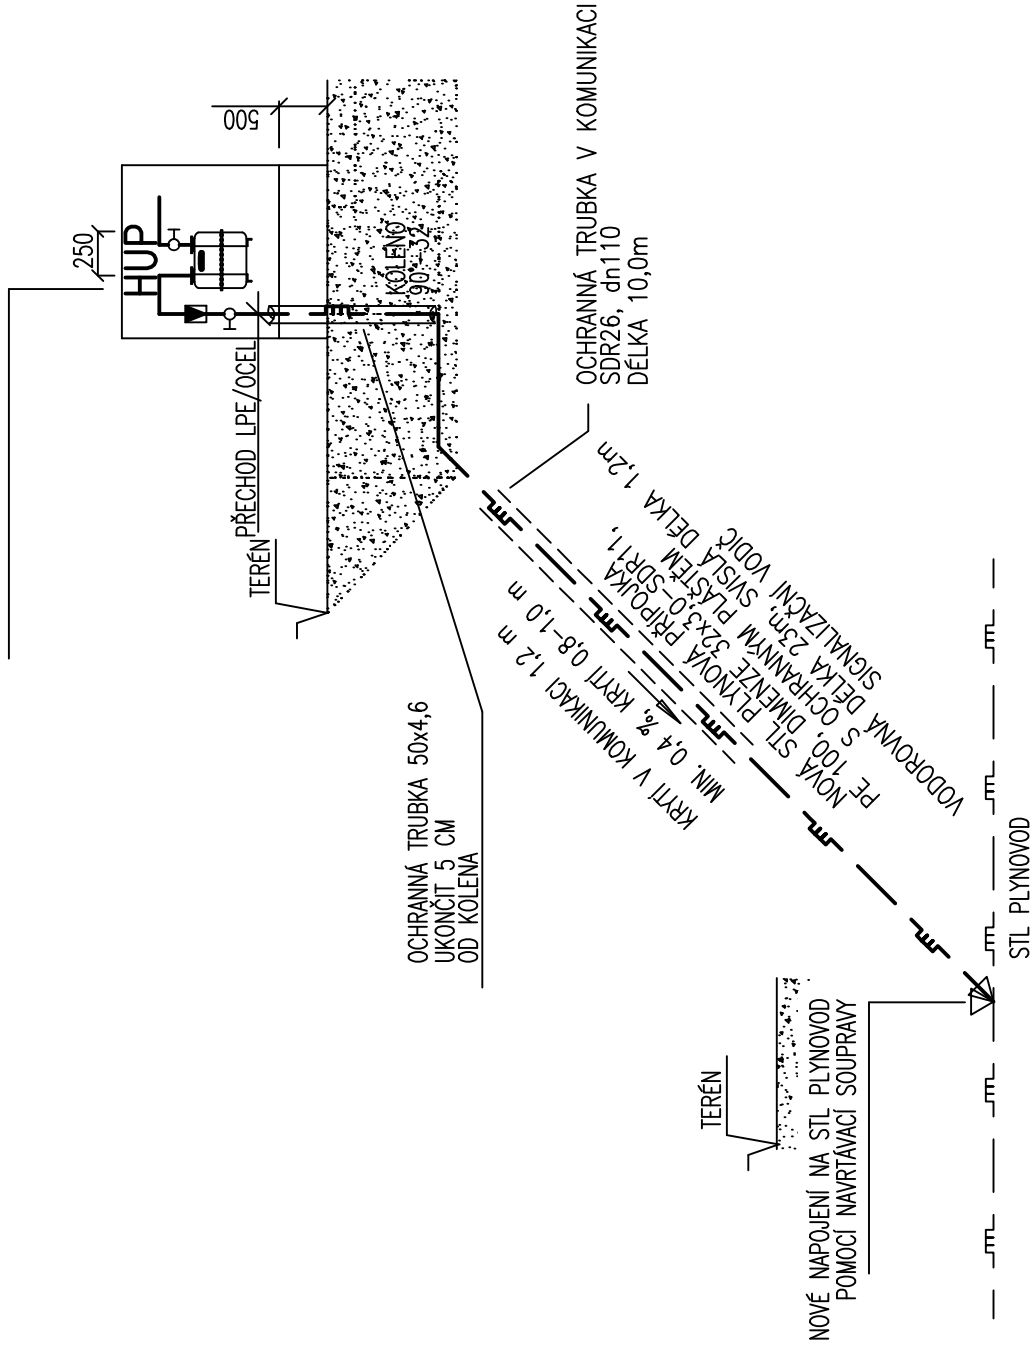 250
HUP
500
PŘECHOD LPE/OCEL
TERÉN
KOLENO
90°-32
OCHRANNÁ TRUBKA V KOMUNIKACI
SDR26, dn110
DÉLKA 10,0m
OCHRANNÁ TRUBKA 50x4,6
UKONČIT 5 CM
OD KOLENA
KRYTÍ V KOMUNIKACI 1,2 m
MIN. 0,4 %, KRYTÍ 0,8-1,0 m
NOVÁ STL PLYNOVÁ PŘÍPOJKA
PE 100, DIMENZE 32x3,0-SDR11,
S OCHRANNÝM PLÁŠTĚM
VODOROVNÁ DÉLKA 23m, SVISLÁ DÉLKA 1,2m
SIGNALIZAČNÍ VODIČ
TERÉN
NOVÉ NAPOJENÍ NA STL PLYNOVOD
POMOCÍ NAVRTÁVACÍ SOUPRAVY
STL PLYNOVOD